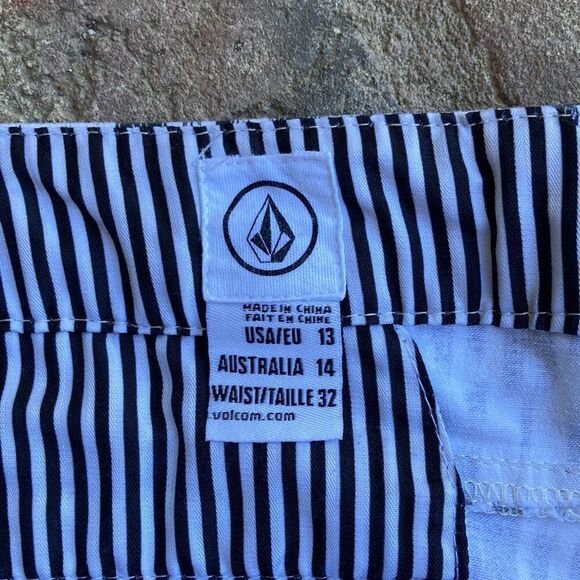 MADE IN CHINA
FAIT EN CHINE
USA/EU 13
AUSTRALIA 14
WAIST/TAILLE 32
volcom.com